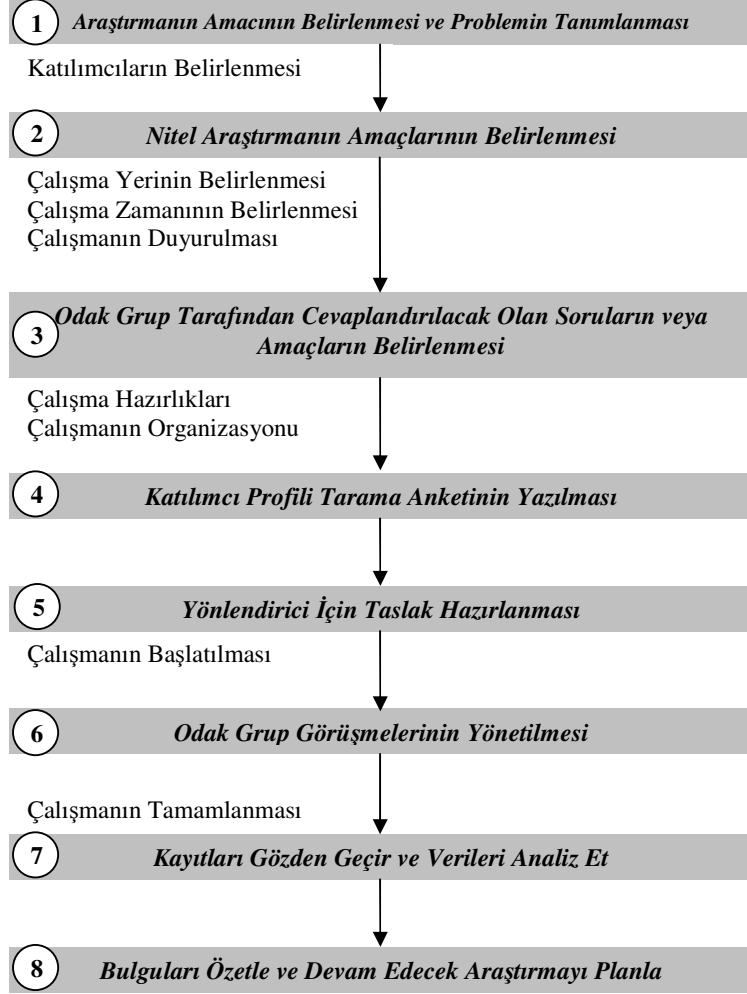 1 Araştırmanın Amacının Belirlenmesi ve Problemin Tanımlanması
Katılımcıların Belirlenmesi
2 Nitel Araştırmanın Amaçlarının Belirlenmesi
Çalışma Yerinin Belirlenmesi
Çalışma Zamanının Belirlenmesi
Çalışmanın Duyurulması
3 Odak Grup Tarafından Cevaplandırılacak Olan Soruların veya
Amaçların Belirlenmesi
Çalışma Hazırlıkları
Çalışmanın Organizasyonu
4 Katılımcı Profili Tarama Anketinin Yazılması
5 Yönlendirici İçin Taslak Hazırlanması
Çalışmanın Başlatılması
6 Odak Grup Görüşmelerinin Yönetilmesi
Çalışmanın Tamamlanması
7 Kayıtları Gözden Geçir ve Verileri Analiz Et
8 Bulguları Özetle ve Devam Edecek Araştırmayı Planla